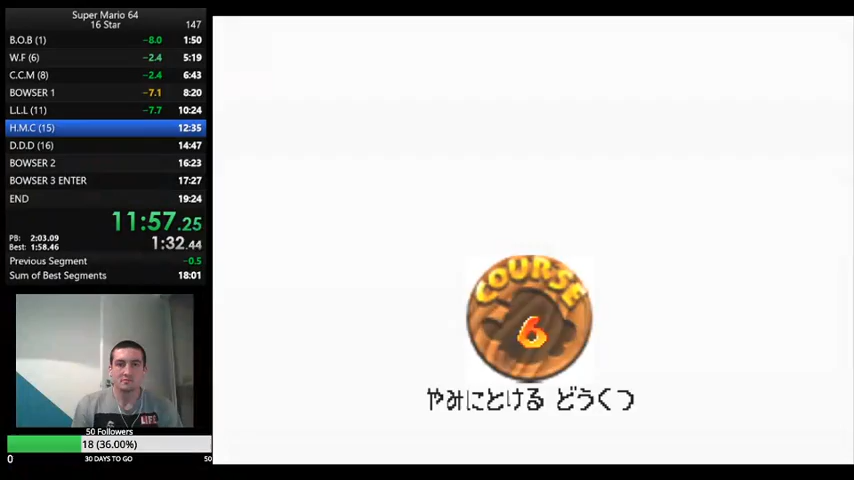 Super Mario 64
16 Star 147
B.O.B (1) −8.0 1:50
W.F (6) −2.4 5:19
C.C.M (8) −2.4 6:43
BOWSER 1 −7.1 8:20
L.L.L (11) −7.7 10:24
H.M.C (15) 12:35
D.D.D (16) 14:47
BOWSER 2 16:23
BOWSER 3 ENTER 17:27
END 19:24
11:57.25
PB: 2:03.09
Best: 1:58.46
1:32.44
Previous Segment −0.5
Sum of Best Segments 18:01
COURSE
6
やみにとける どうくつ
50 Followers
18 (36.00%)
0 30 DAYS TO GO 50